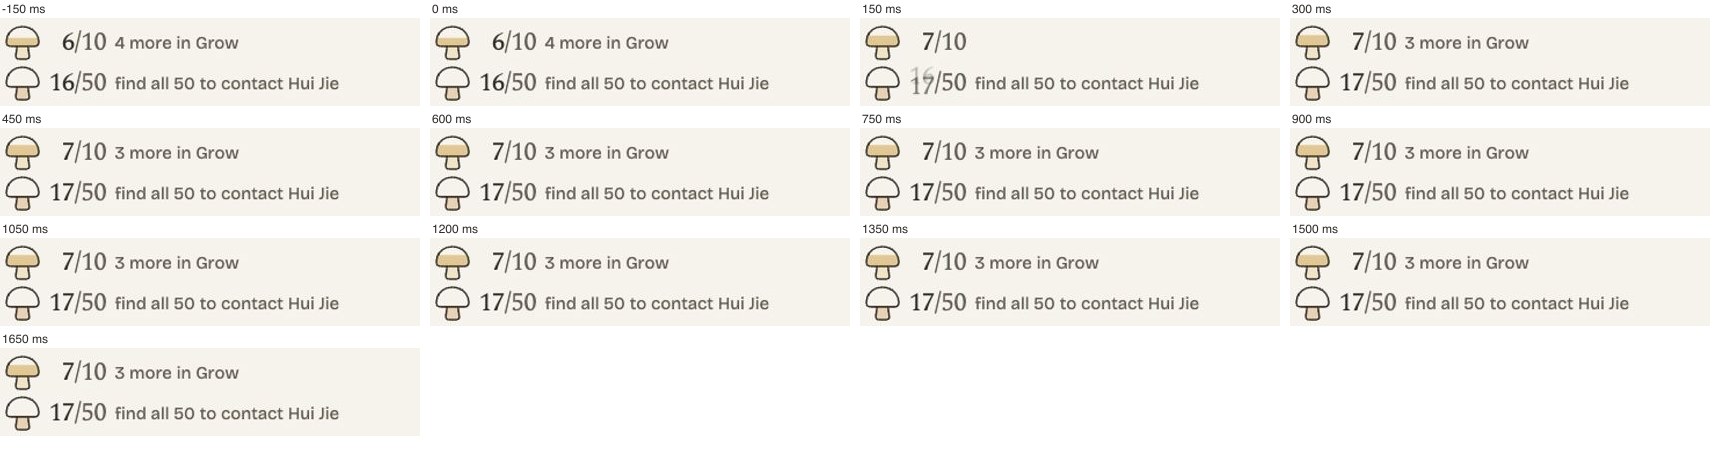 -150 ms 0 ms 150 ms 300 ms
6/10 4 more in Grow 6/10 4 more in Grow 7/10 7/10 3 more in Grow
16/50 find all 50 to contact Hui Jie 16/50 find all 50 to contact Hui Jie 17/50 find all 50 to contact Hui Jie 17/50 find all 50 to contact Hui Jie
450 ms 600 ms 750 ms 900 ms
7/10 3 more in Grow 7/10 3 more in Grow 7/10 3 more in Grow 7/10 3 more in Grow
17/50 find all 50 to contact Hui Jie 17/50 find all 50 to contact Hui Jie 17/50 find all 50 to contact Hui Jie 17/50 find all 50 to contact Hui Jie
1050 ms 1200 ms 1350 ms 1500 ms
7/10 3 more in Grow 7/10 3 more in Grow 7/10 3 more in Grow 7/10 3 more in Grow
17/50 find all 50 to contact Hui Jie 17/50 find all 50 to contact Hui Jie 17/50 find all 50 to contact Hui Jie 17/50 find all 50 to contact Hui Jie
1650 ms
7/10 3 more in Grow
17/50 find all 50 to contact Hui Jie